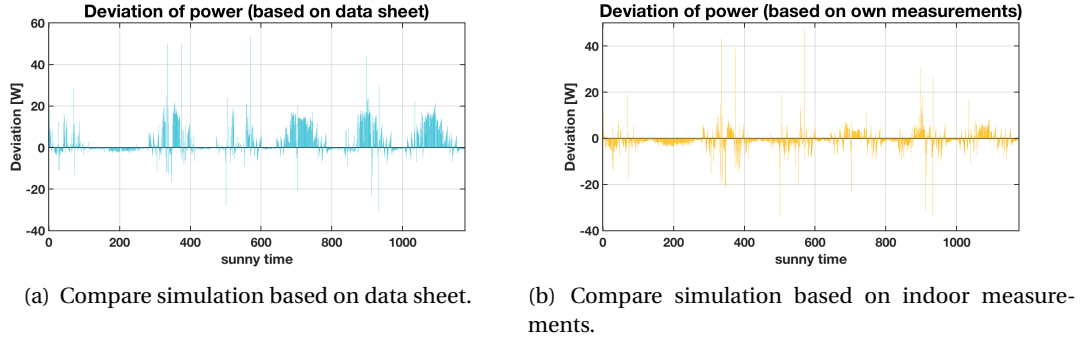 Deviation of power (based on data sheet)
60
40
20
0
-20
-40
Deviation [W]
0 200 400 600 800 1000
sunny time
(a) Compare simulation based on data sheet.
Deviation of power (based on own measurements)
40
20
0
-20
-40
Deviation [W]
0 200 400 600 800 1000
sunny time
(b) Compare simulation based on indoor measure-
ments.